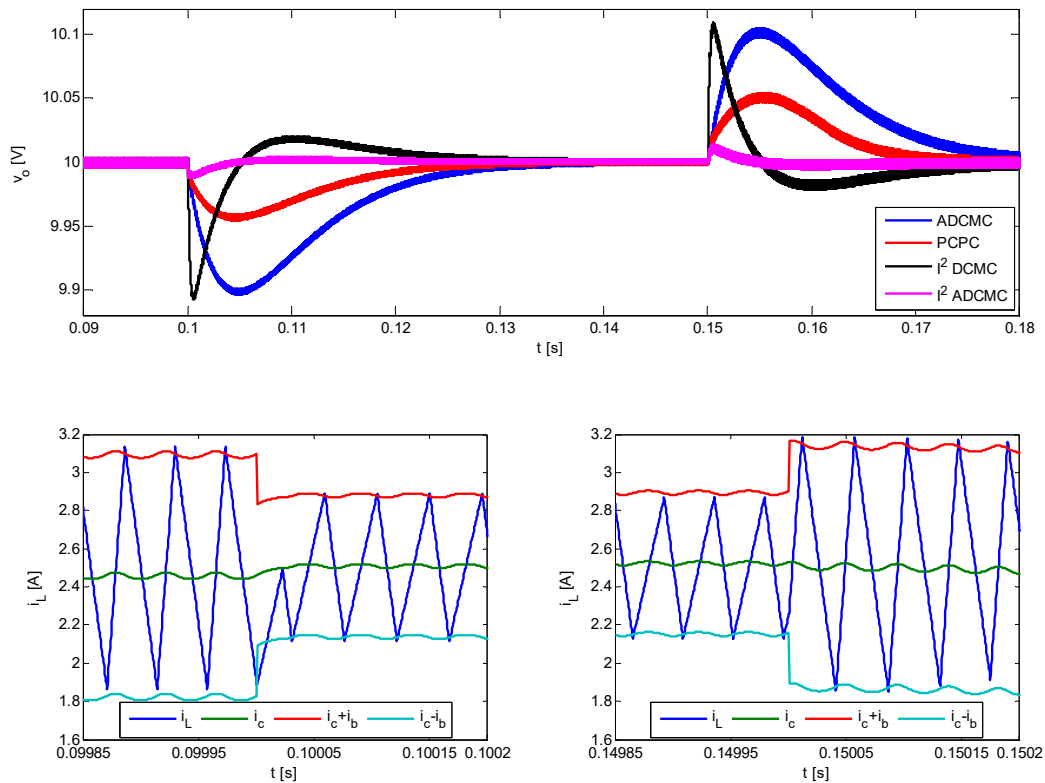 10.1
10.05
10
9.95
9.9
v_o [V]
0.09 0.1 0.11 0.12 0.13 0.14 0.15 0.16 0.17 0.18
t [s]
ADCMC
PCPC
I² DCMC
I² ADCMC
3.2
3
2.8
2.6
2.4
2.2
2
1.8
1.6
i_L [A]
i_L i_c i_c+i_b i_c-i_b
0.09985 0.09995 0.10005 0.10015 0.1002
t [s]
3.2
3
2.8
2.6
2.4
2.2
2
1.8
1.6
i_L [A]
i_L i_c i_c+i_b i_c-i_b
0.14985 0.14995 0.15005 0.15015 0.1502
t [s]